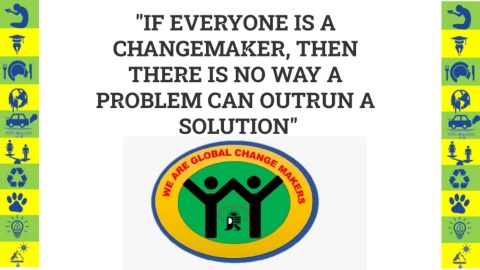 "IF EVERYONE IS A
CHANGEMAKER, THEN
THERE IS NO WAY A
PROBLEM CAN OUTRUN A
SOLUTION"
WE ARE GLOBAL CHANGE MAKERS